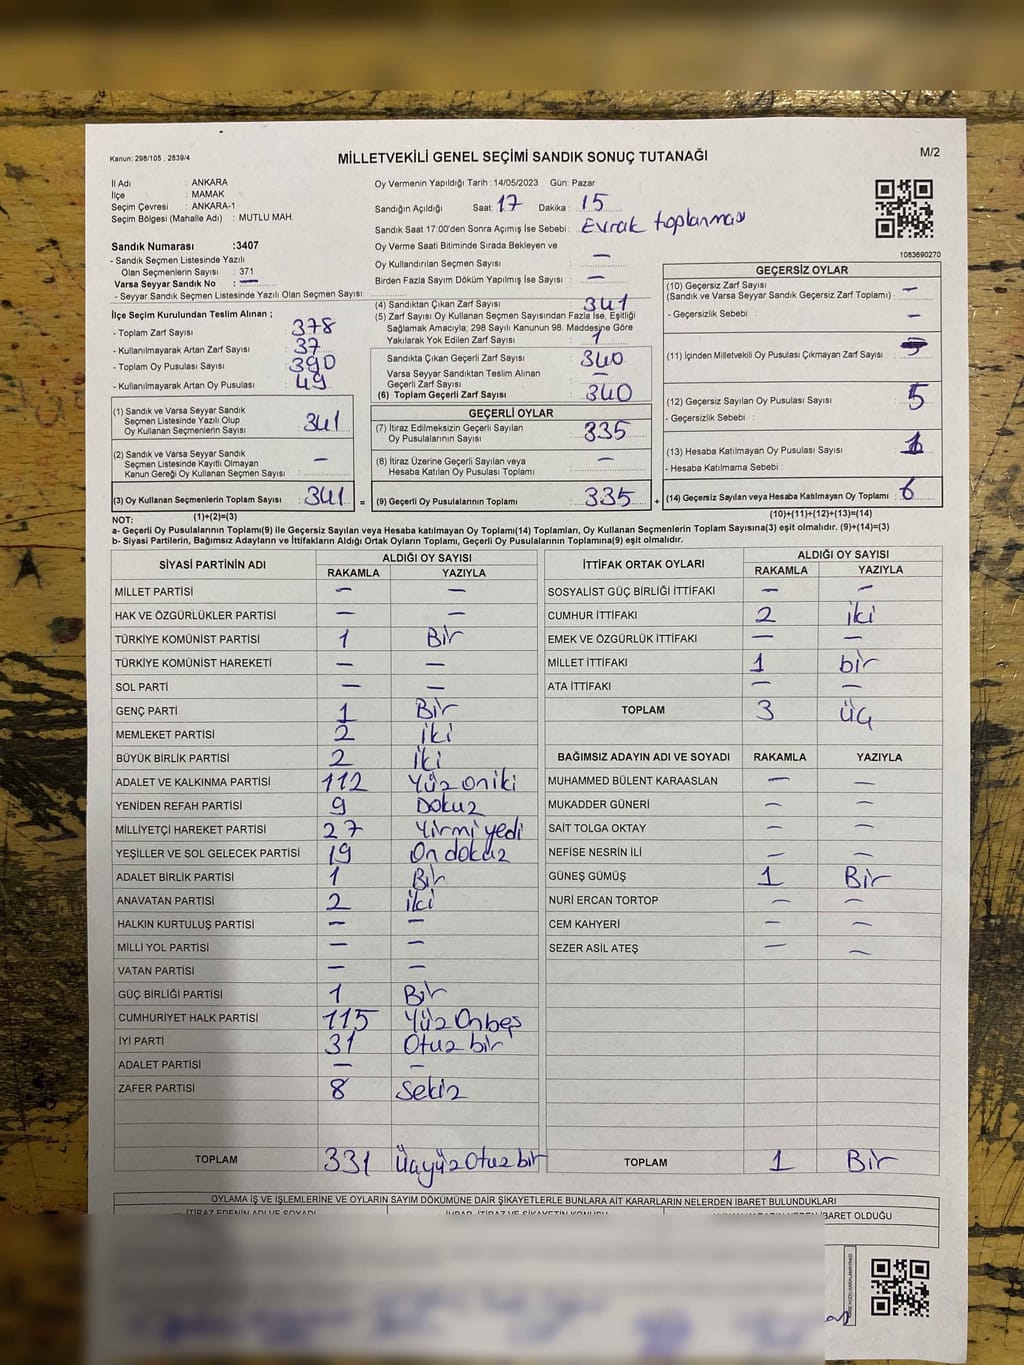 Kanun: 298/105 , 2839/4
MİLLETVEKİLİ GENEL SEÇİMİ SANDIK SONUÇ TUTANAĞI
M/2
İl Adı : ANKARA
İlçe : MAMAK
Seçim Çevresi : ANKARA-1
Seçim Bölgesi (Mahalle Adı) : MUTLU MAH.
Sandık Numarası :3407
- Sandık Seçmen Listesinde Yazılı
Olan Seçmenlerin Sayısı : 371
Varsa Seyyar Sandık No : —
- Seyyar Sandık Seçmen Listesinde Yazılı Olan Seçmen Sayısı:
İlçe Seçim Kurulundan Teslim Alınan ;
- Toplam Zarf Sayısı : 378
- Kullanılmayarak Artan Zarf Sayısı : 37
- Toplam Oy Pusulası Sayısı : 390
- Kullanılmayarak Artan Oy Pusulası : 49
(1) Sandık ve Varsa Seyyar Sandık
Seçmen Listesinde Yazılı Olup
Oy Kullanan Seçmenlerin Sayısı : 341
(2) Sandık ve Varsa Seyyar Sandık
Seçmen Listesinde Kayıtlı Olmayan
Kanun Gereği Oy Kullanan Seçmen Sayısı : —
(3) Oy Kullanan Seçmenlerin Toplam Sayısı : 341 =
(1)+(2)=(3)
Oy Vermenin Yapıldığı Tarih :14/05/2023 Gün: Pazar
Sandığın Açıldığı Saat: 17 Dakika : 15
Sandık Saat 17:00'den Sonra Açımış İse Sebebi : Evrak toplanması
Oy Verme Saati Bitiminde Sırada Bekleyen ve
Oy Kullandırılan Seçmen Sayısı : —
Birden Fazla Sayım Döküm Yapılmış İse Sayısı : —
(4) Sandıktan Çıkan Zarf Sayısı : 341
(5) Zarf Sayısı Oy Kullanan Seçmen Sayısından Fazla İse, Eşitliği
Sağlamak Amacıyla; 298 Sayılı Kanunun 98. Maddesine Göre
Yakılarak Yok Edilen Zarf Sayısı : 1
Sandıkta Çıkan Geçerli Zarf Sayısı : 340
Varsa Seyyar Sandıktan Teslim Alınan
Geçerli Zarf Sayısı : —
(6) Toplam Geçerli Zarf Sayısı : 340
GEÇERLİ OYLAR
(7) İtiraz Edilmeksizin Geçerli Sayılan
Oy Pusulalarının Sayısı : 335
(8) İtiraz Üzerine Geçerli Sayılan veya
Hesaba Katılan Oy Pusulası Toplamı : —
(9) Geçerli Oy Pusulalarının Toplamı : 335 +
1083690270
GEÇERSİZ OYLAR
(10) Geçersiz Zarf Sayısı
(Sandık ve Varsa Seyyar Sandık Geçersiz Zarf Toplamı) : —
- Geçersizlik Sebebi : —
(11) İçinden Milletvekili Oy Pusulası Çıkmayan Zarf Sayısı :
(12) Geçersiz Sayılan Oy Pusulası Sayısı : 5
- Geçersizlik Sebebi :
(13) Hesaba Katılmayan Oy Pusulası Sayısı : 1
- Hesaba Katılmama Sebebi :
(14) Geçersiz Sayılan veya Hesaba Katılmayan Oy Toplamı : 6
(10)+(11)+(12)+(13)=(14)
NOT:
a- Geçerli Oy Pusulalarının Toplamı(9) ile Geçersiz Sayılan veya Hesaba katılmayan Oy Toplamı(14) Toplamları, Oy Kullanan Seçmenlerin Toplam Sayısına(3) eşit olmalıdır. (9)+(14)=(3)
b- Siyasi Partilerin, Bağımsız Adayların ve İttifakların Aldığı Ortak Oyların Toplamı, Geçerli Oy Pusulalarının Toplamına(9) eşit olmalıdır.
SİYASİ PARTİNİN ADI ALDIĞI OY SAYISI
RAKAMLA YAZIYLA
MİLLET PARTİSİ — —
HAK VE ÖZGÜRLÜKLER PARTİSİ — —
TÜRKİYE KOMÜNİST PARTİSİ 1 Bir
TÜRKİYE KOMÜNİST HAREKETİ — —
SOL PARTİ — —
GENÇ PARTİ 1 Bir
MEMLEKET PARTİSİ 2 İki
BÜYÜK BİRLİK PARTİSİ 2 İki
ADALET VE KALKINMA PARTİSİ 112 Yüz on iki
YENİDEN REFAH PARTİSİ 9 Dokuz
MİLLİYETÇİ HAREKET PARTİSİ 27 Yirmi yedi
YEŞİLLER VE SOL GELECEK PARTİSİ 19 On dokuz
ADALET BİRLİK PARTİSİ 1 Bir
ANAVATAN PARTİSİ 2 iki
HALKIN KURTULUŞ PARTİSİ — —
MİLLİ YOL PARTİSİ — —
VATAN PARTİSİ — —
GÜÇ BİRLİĞİ PARTİSİ 1 Bir
CUMHURİYET HALK PARTİSİ 115 Yüz Onbeş
İYİ PARTİ 31 Otuz bir
ADALET PARTİSİ — —
ZAFER PARTİSİ 8 Sekiz
TOPLAM 331 Üçyüz Otuz bir
İTTİFAK ORTAK OYLARI ALDIĞI OY SAYISI
RAKAMLA YAZIYLA
SOSYALİST GÜÇ BİRLİĞİ İTTİFAKI — —
CUMHUR İTTİFAKI 2 iki
EMEK VE ÖZGÜRLÜK İTTİFAKI — —
MİLLET İTTİFAKI 1 bir
ATA İTTİFAKI — —
TOPLAM 3 üç
BAĞIMSIZ ADAYIN ADI VE SOYADI RAKAMLA YAZIYLA
MUHAMMED BÜLENT KARAASLAN — —
MUKADDER GÜNERİ — —
SAİT TOLGA OKTAY — —
NEFİSE NESRİN İLİ — —
GÜNEŞ GÜMÜŞ 1 Bir
NURİ ERCAN TORTOP — —
CEM KAHYERİ — —
SEZER ASİL ATEŞ — —
TOPLAM 1 Bir
OYLAMA İŞ VE İŞLEMLERİNE VE OYLARIN SAYIM DÖKÜMÜNE DAİR ŞİKAYETLERLE BUNLARA AİT KARARLARIN NELERDEN İBARET BULUNDUKLARI
İTİRAZ EDENİN ADI VE SOYADI
İBARET OLDUĞU